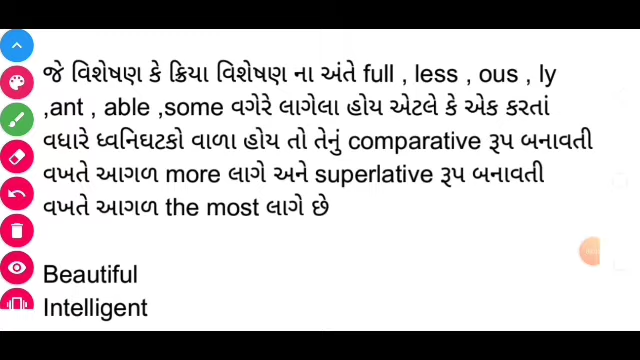 જે વિશેષણ કે ક્રિયા વિશેષણ ના અંતે full , less , ous , ly
,ant , able ,some વગેરે લાગેલા હોય એટલે કે એક કરતાં
વધારે ધ્વનિઘટકો વાળા હોય તો તેનું comparative રૂપ બનાવતી
વખતે આગળ more લાગે અને superlative રૂપ બનાવતી
વખતે આગળ the most લાગે છે
Beautiful
Intelligent